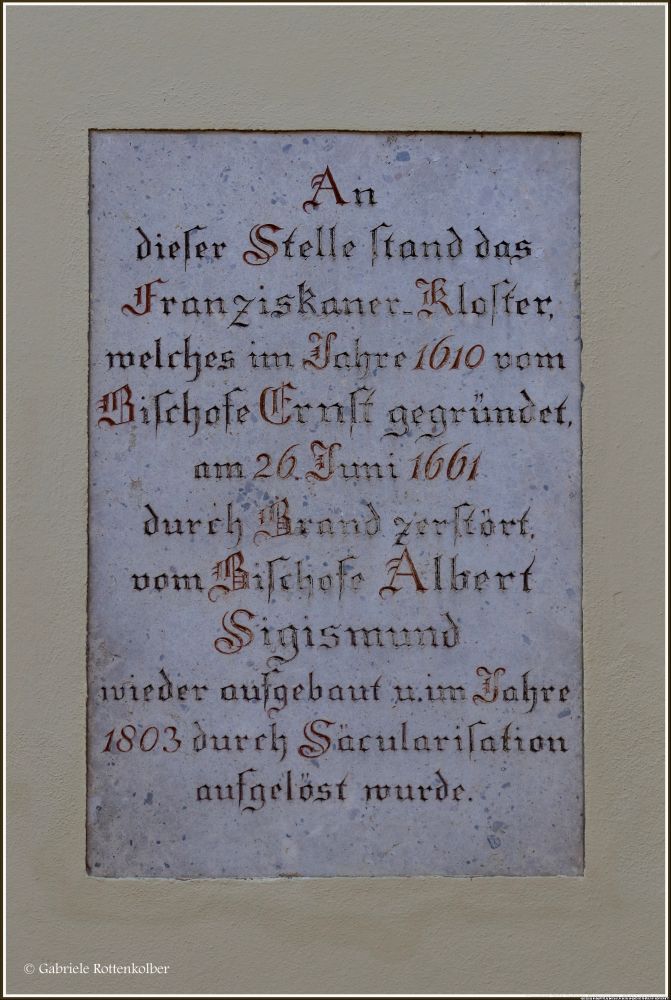 An
dieſer Stelle ſtand das
Franziskaner-Kloſter,
welches im Jahre 1610 vom
Biſchofe Ernſt gegründet,
am 26. Juni 1661
durch Brand zerſtört,
vom Biſchofe Albert
Sigismund
wieder aufgebaut u. im Jahre
1803 durch Säculariſation
aufgelöst wurde.
© Gabriele Rottenkolber